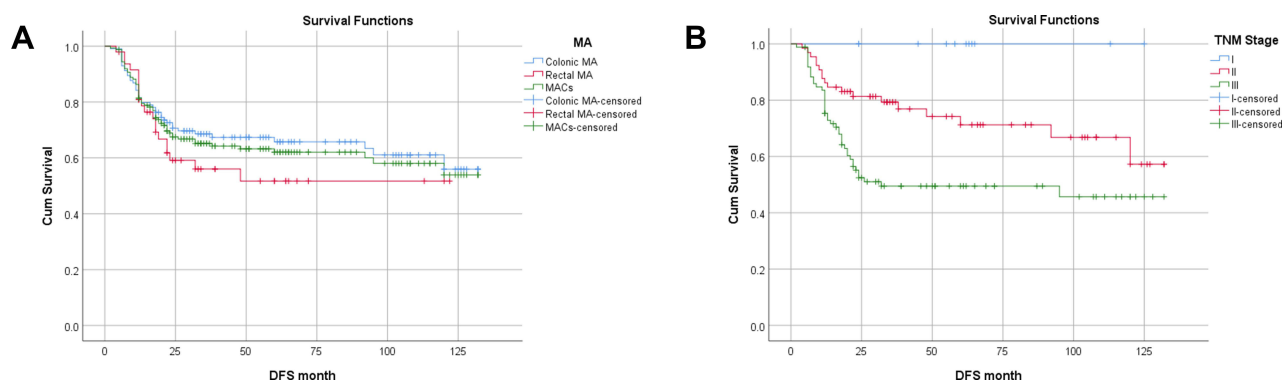 A
Survival Functions
Cum Survival
1.0
0.8
0.6
0.4
0.2
0.0
0
25
50
75
100
125
DFS month
MA
Colonic MA
Rectal MA
MACs
Colonic MA-censored
Rectal MA-censored
MACs-censored
B
Survival Functions
Cum Survival
1.0
0.8
0.6
0.4
0.2
0.0
0
25
50
75
100
125
DFS month
TNM Stage
I
II
III
I-censored
II-censored
III-censored